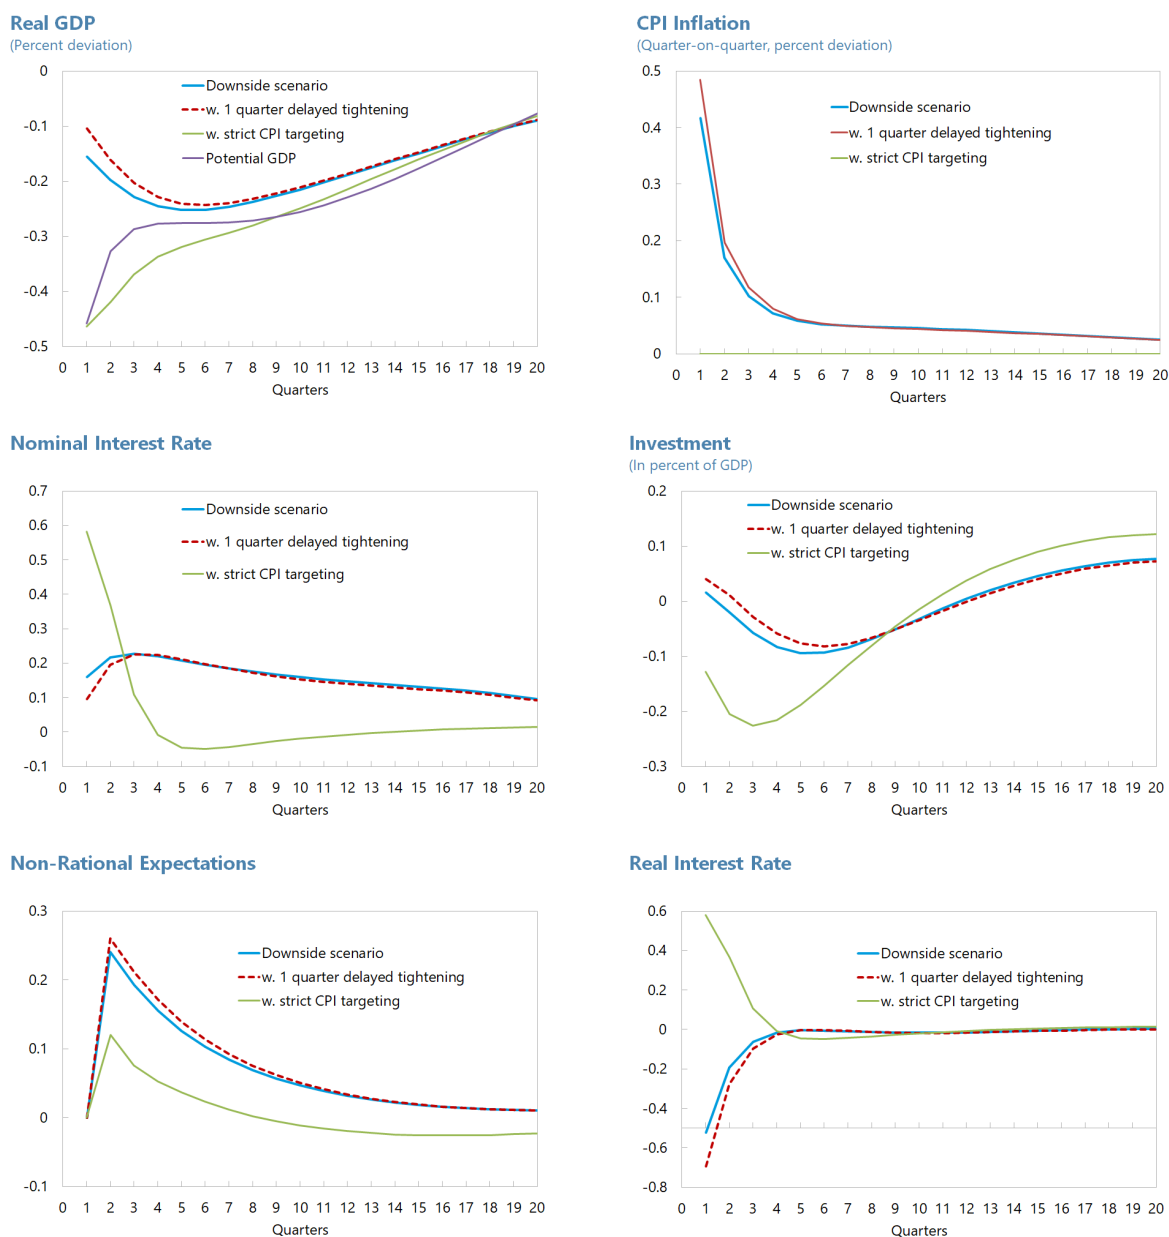 Real GDP
(Percent deviation)
0
-0.1
-0.2
-0.3
-0.4
-0.5
Downside scenario
w. 1 quarter delayed tightening
w. strict CPI targeting
Potential GDP
0 1 2 3 4 5 6 7 8 9 10 11 12 13 14 15 16 17 18 19 20
Quarters
CPI Inflation
(Quarter-on-quarter, percent deviation)
0.5
0.4
0.3
0.2
0.1
0
Downside scenario
w. 1 quarter delayed tightening
w. strict CPI targeting
0 1 2 3 4 5 6 7 8 9 10 11 12 13 14 15 16 17 18 19 20
Quarters
Nominal Interest Rate
0.7
0.6
0.5
0.4
0.3
0.2
0.1
0
-0.1
Downside scenario
w. 1 quarter delayed tightening
w. strict CPI targeting
0 1 2 3 4 5 6 7 8 9 10 11 12 13 14 15 16 17 18 19 20
Quarters
Investment
(In percent of GDP)
0.2
0.1
0
-0.1
-0.2
-0.3
Downside scenario
w. 1 quarter delayed tightening
w. strict CPI targeting
0 1 2 3 4 5 6 7 8 9 10 11 12 13 14 15 16 17 18 19 20
Quarters
Non-Rational Expectations
0.3
0.2
0.1
0
-0.1
Downside scenario
w. 1 quarter delayed tightening
w. strict CPI targeting
0 1 2 3 4 5 6 7 8 9 10 11 12 13 14 15 16 17 18 19 20
Quarters
Real Interest Rate
0.6
0.4
0.2
0
-0.2
-0.4
-0.6
-0.8
Downside scenario
w. 1 quarter delayed tightening
w. strict CPI targeting
0 1 2 3 4 5 6 7 8 9 10 11 12 13 14 15 16 17 18 19 20
Quarters